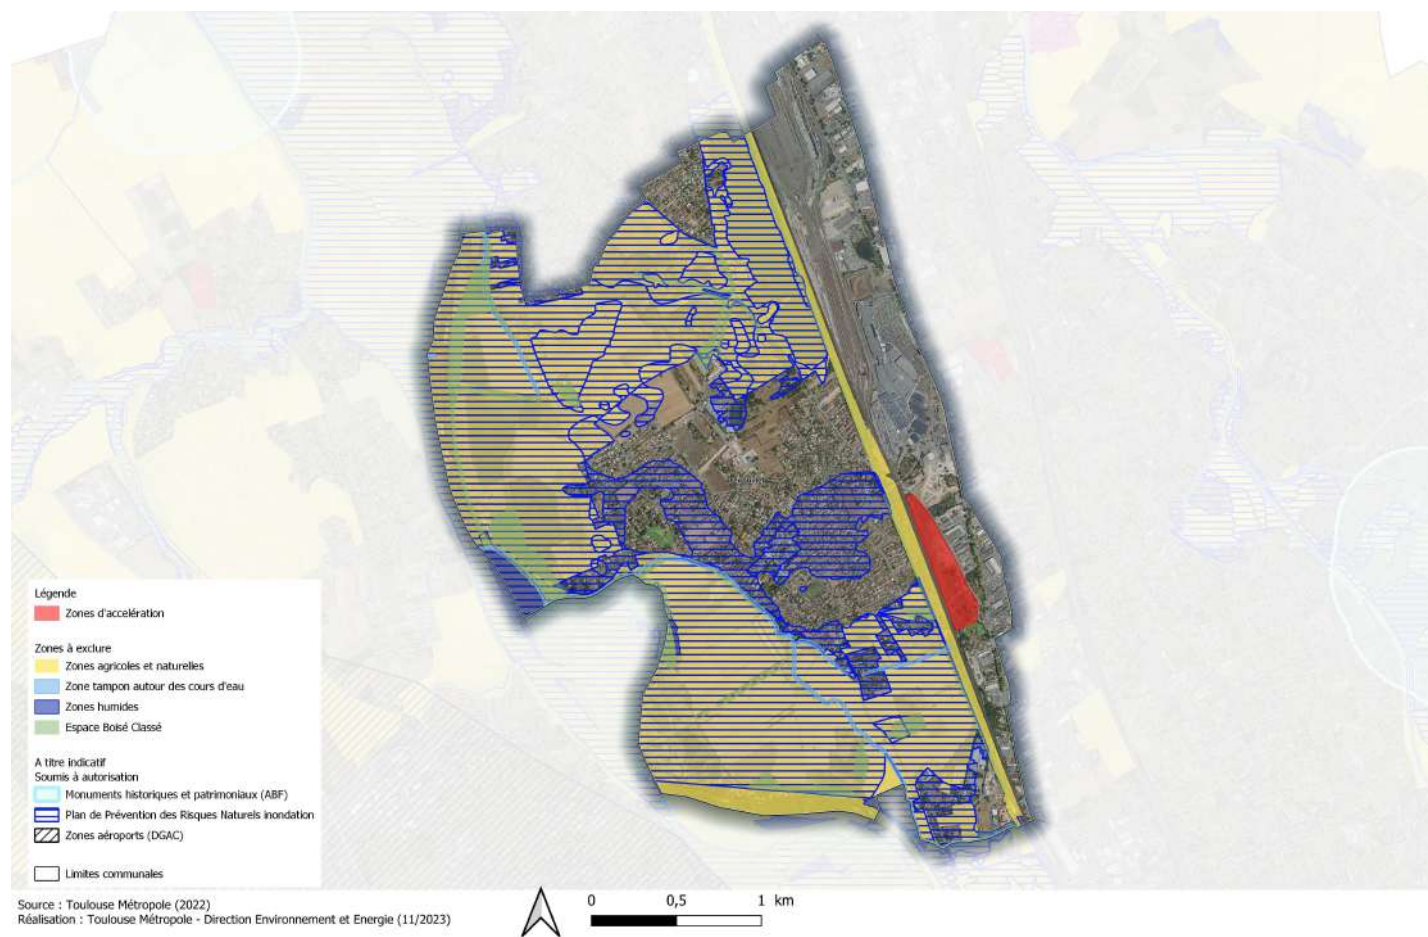 Légende
Zones d'accelération
Zones à exclure
Zones agricoles et naturelles
Zone tampon autour des cours d'eau
Zones humides
Espace Boisé Classé
A titre indicatif
Soumis à autorisation
Monuments historiques et patrimoniaux (ABF)
Plan de Prévention des Risques Naturels inondation
Zones aéroports (DGAC)
Limites communales
Source : Toulouse Métropole (2022)
Réalisation : Toulouse Métropole - Direction Environnement et Energie (11/2023)
0 0,5 1 km